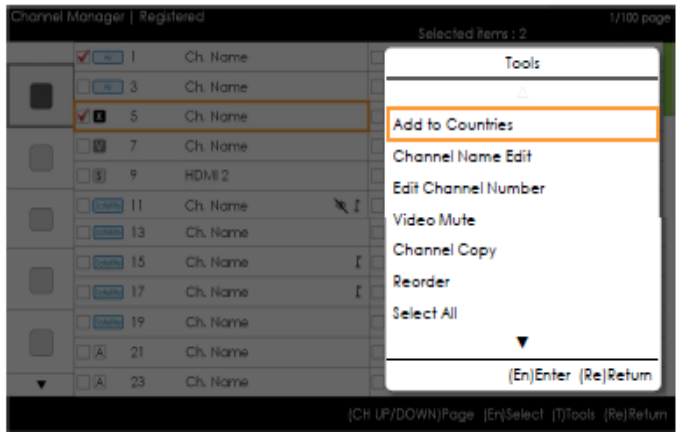 Channel Manager | Registered
1/100 page
Selected items : 2
Air 1 Ch. Name
3 Ch. Name
X 5 Ch. Name
V 7 Ch. Name
S 9 HDMI 2
11 Ch. Name
13 Ch. Name
15 Ch. Name
17 Ch. Name
19 Ch. Name
A 21 Ch. Name
A 23 Ch. Name
Tools
Add to Countries
Channel Name Edit
Edit Channel Number
Video Mute
Channel Copy
Reorder
Select All
(En)Enter (Re)Return
(CH UP/DOWN)Page (En)Select (T)Tools (Re)Return